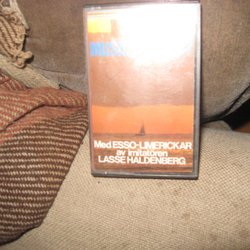 Med ESSO-LIMERICKAR
av imitatören
LASSE HALDENBERG